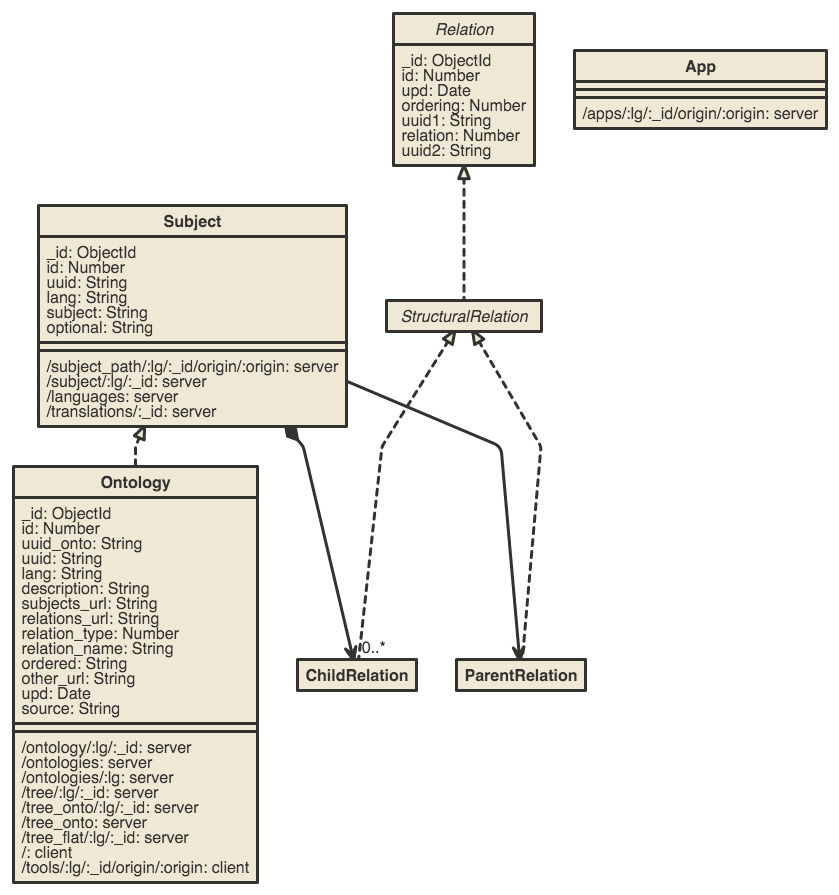 Relation
_id: ObjectId
id: Number
upd: Date
ordering: Number
uuid1: String
relation: Number
uuid2: String
App
/apps/:lg/:_id/origin/:origin: server
Subject
_id: ObjectId
id: Number
uuid: String
lang: String
subject: String
optional: String
/subject_path/:lg/:_id/origin/:origin: server
/subject/:lg/:_id: server
/languages: server
/translations/:_id: server
StructuralRelation
Ontology
_id: ObjectId
id: Number
uuid_onto: String
uuid: String
lang: String
description: String
subjects_url: String
relations_url: String
relation_type: Number
relation_name: String
ordered: String
other_url: String
upd: Date
source: String
/ontology/:lg/:_id: server
/ontologies: server
/ontologies/:lg: server
/tree/:lg/:_id: server
/tree_onto/:lg/:_id: server
/tree_onto: server
/tree_flat/:lg/:_id: server
/: client
/tools/:lg/:_id/origin/:origin: client
0..*
ChildRelation
ParentRelation